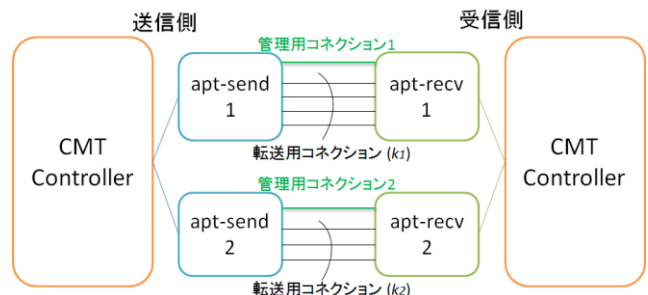 送信側
受信側
管理用コネクション1
apt-send
1
apt-recv
1
CMT
Controller
CMT
Controller
転送用コネクション (k1)
管理用コネクション2
apt-send
2
apt-recv
2
転送用コネクション (k2)